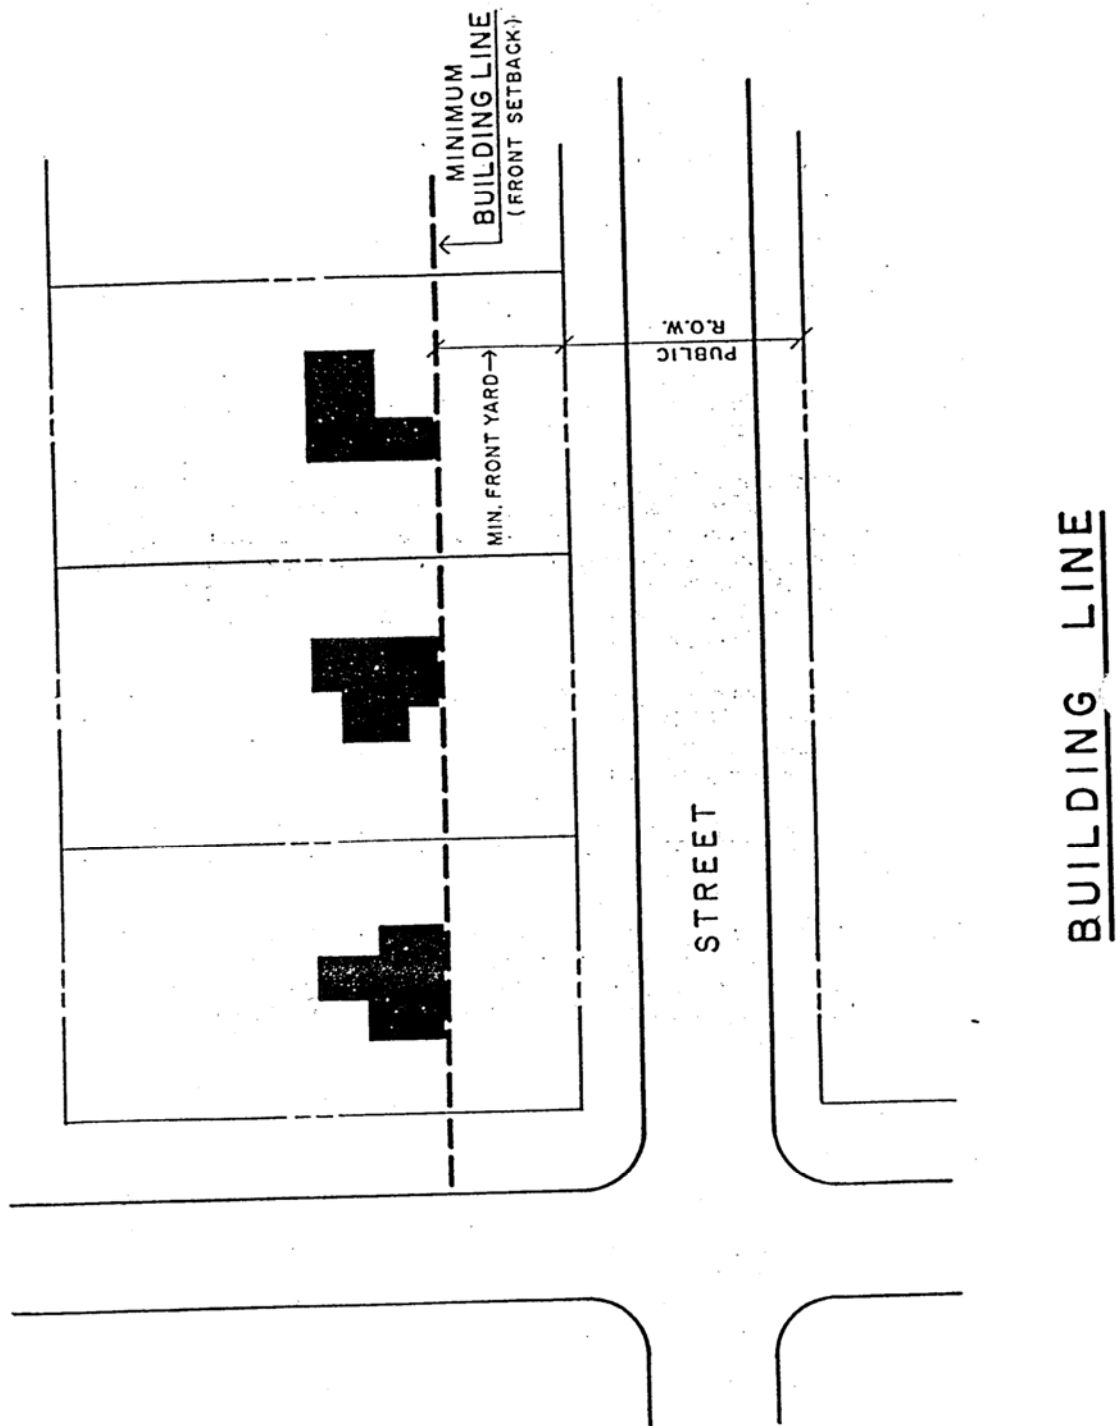 MINIMUM
BUILDING LINE
(FRONT SETBACK)
MIN. FRONT YARD
PUBLIC
R.O.W.
STREET
BUILDING LINE